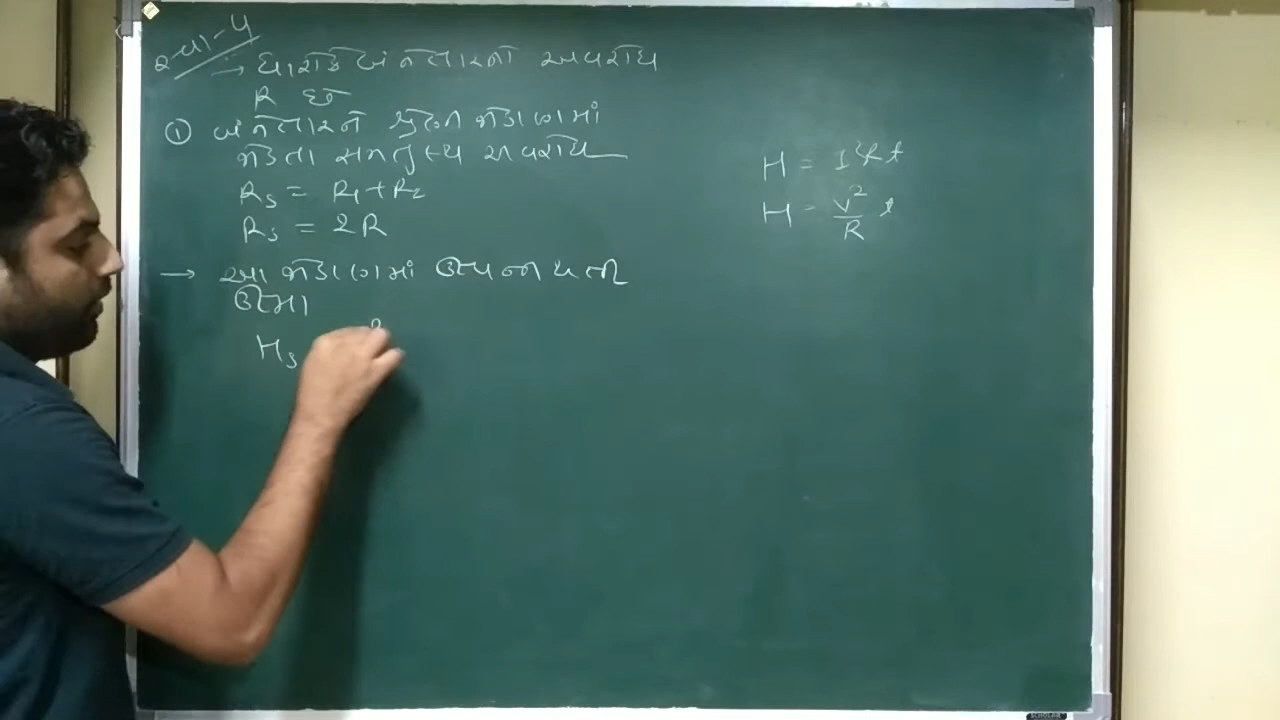 સ્વા-૫
→ ધારોકે બંને તારનો અવરોધ
R છે
① બંને તારને શ્રેણી જોડાણમાં
જોડતા સમતુલ્ય અવરોધ
Rs = R1 + R2
Rs = 2R
→ આ જોડાણમાં ઉત્પન્ન થતી
ઉષ્મા
Hs
H = I²Rt
H = V²/R t